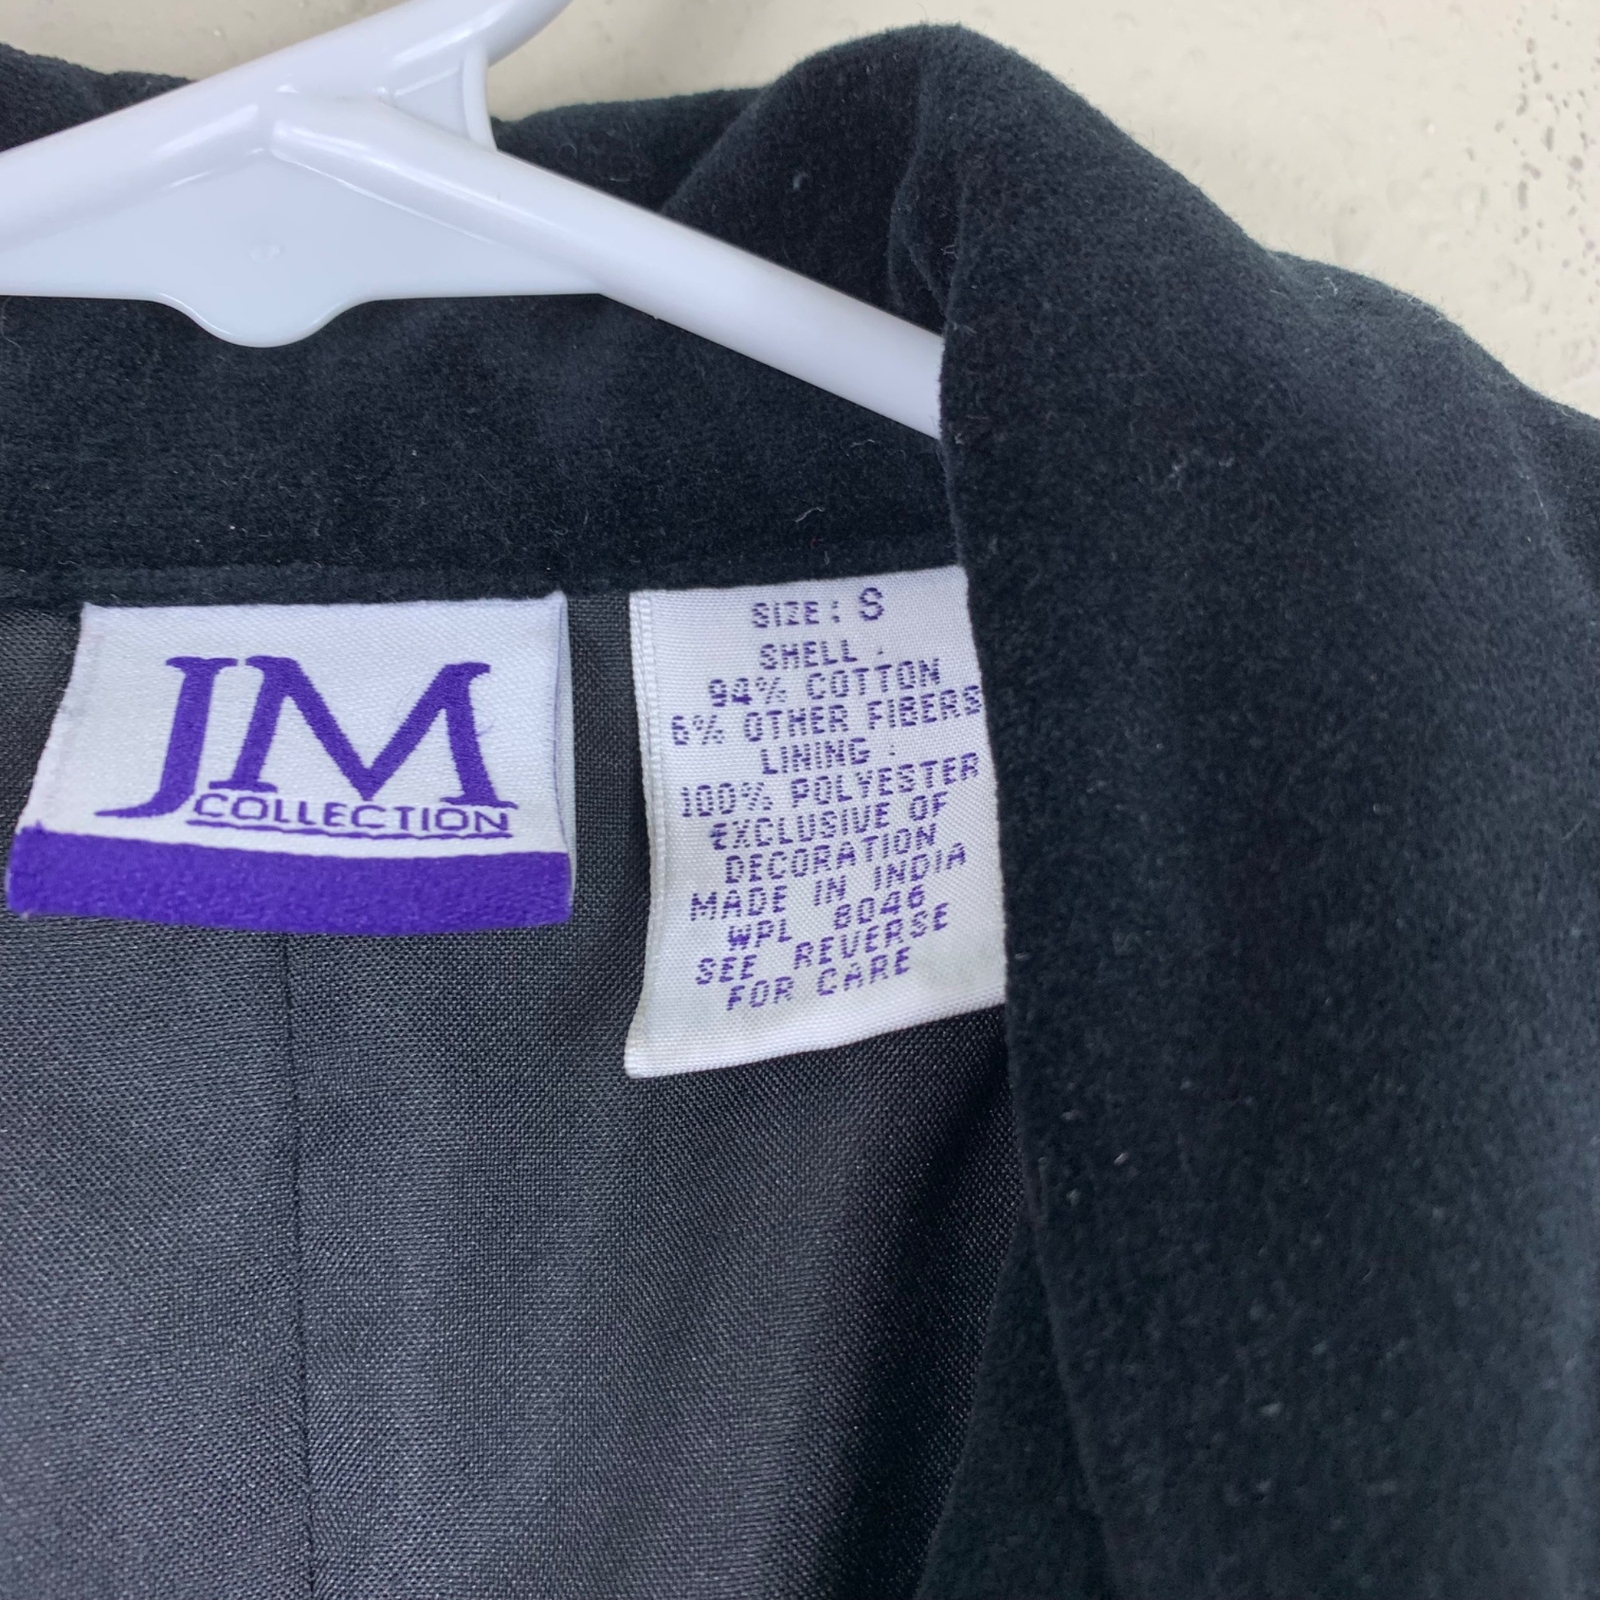 JM
COLLECTION
SIZE: S
SHELL :
94% COTTON
6% OTHER FIBERS
LINING :
100% POLYESTER
EXCLUSIVE OF
DECORATION
MADE IN INDIA
WPL 8046
SEE REVERSE
FOR CARE